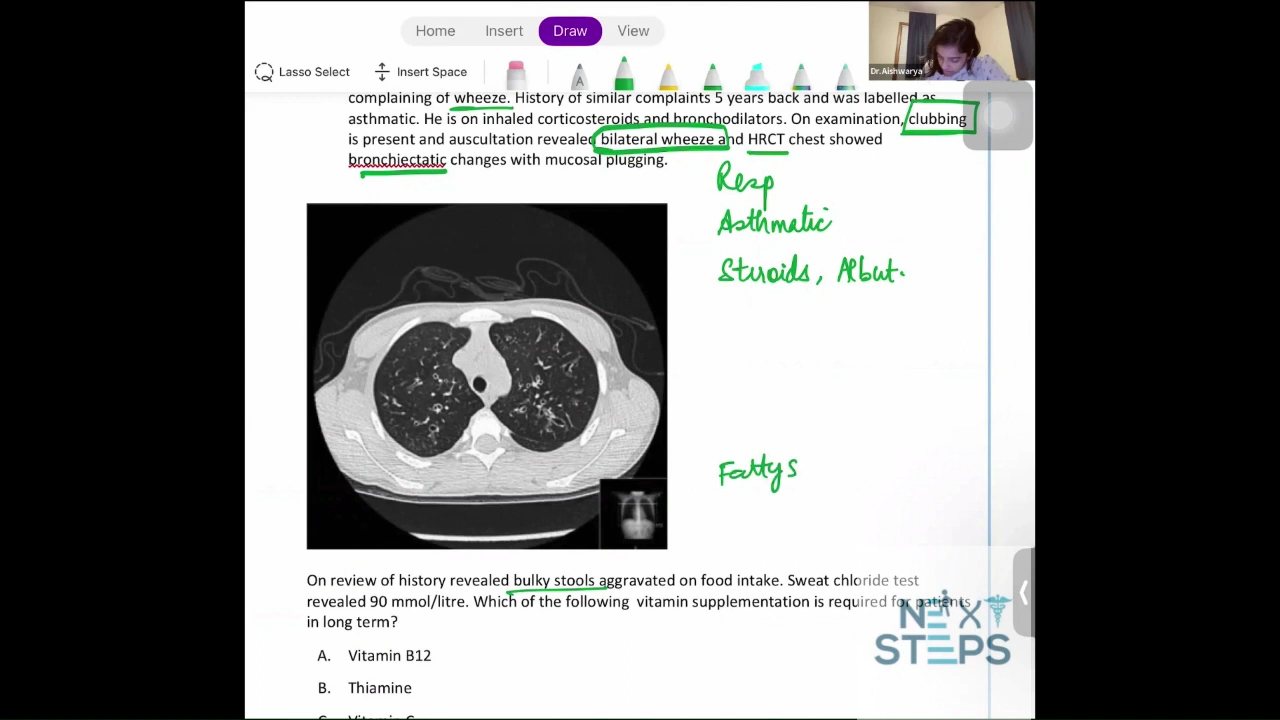 Home Insert Draw View
Lasso Select Insert Space A
Dr.Aishwarya
complaining of wheeze. History of similar complaints 5 years back and was labelled as
asthmatic. He is on inhaled corticosteroids and bronchodilators. On examination, clubbing
is present and auscultation revealed bilateral wheeze and HRCT chest showed
bronchiectatic changes with mucosal plugging.
Resp
Asthmatic
Steroids, Albut.
Fatty s
On review of history revealed bulky stools aggravated on food intake. Sweat chloride test
revealed 90 mmol/litre. Which of the following vitamin supplementation is required for patients
in long term?
NEXT
STEPS
A. Vitamin B12
B. Thiamine
C. Vitamin C